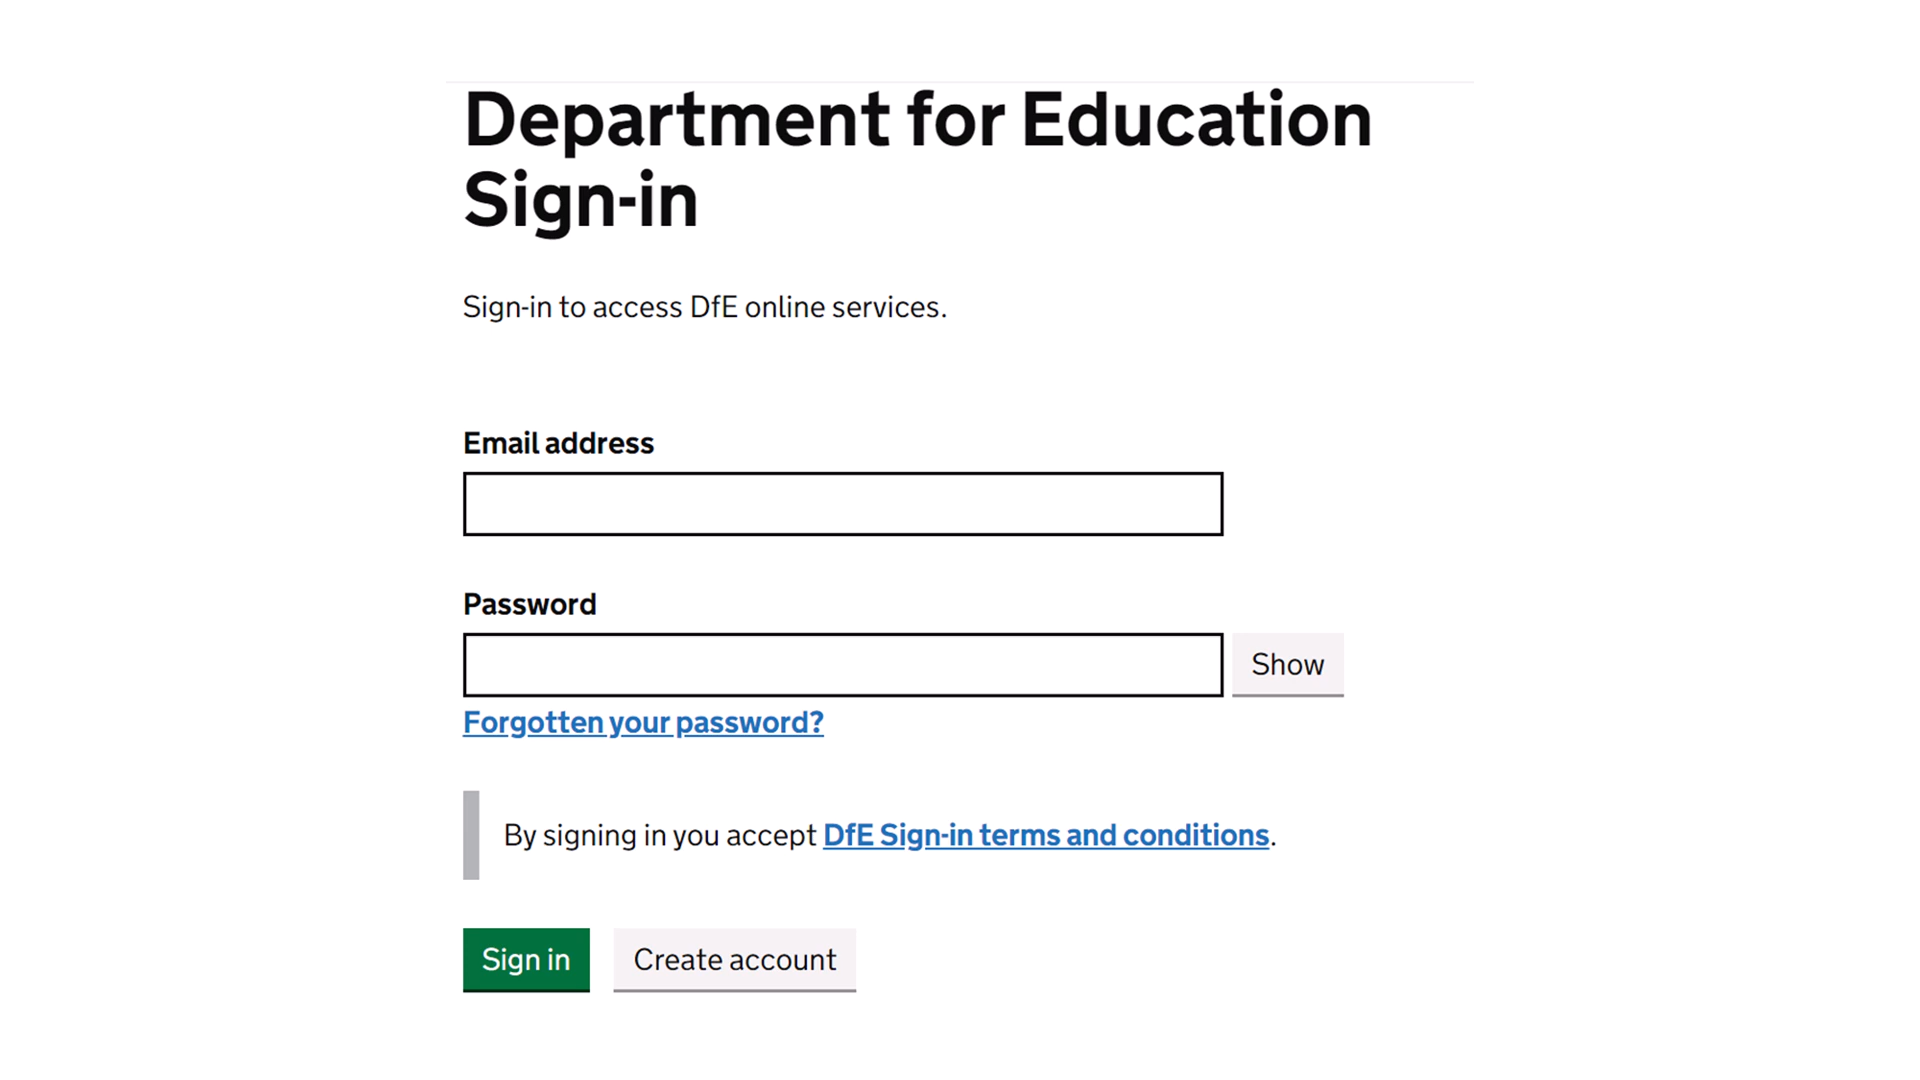 Department for Education
Sign-in
Sign-in to access DfE online services.
Email address
Password
Show
Forgotten your password?
By signing in you accept DfE Sign-in terms and conditions.
Sign in
Create account